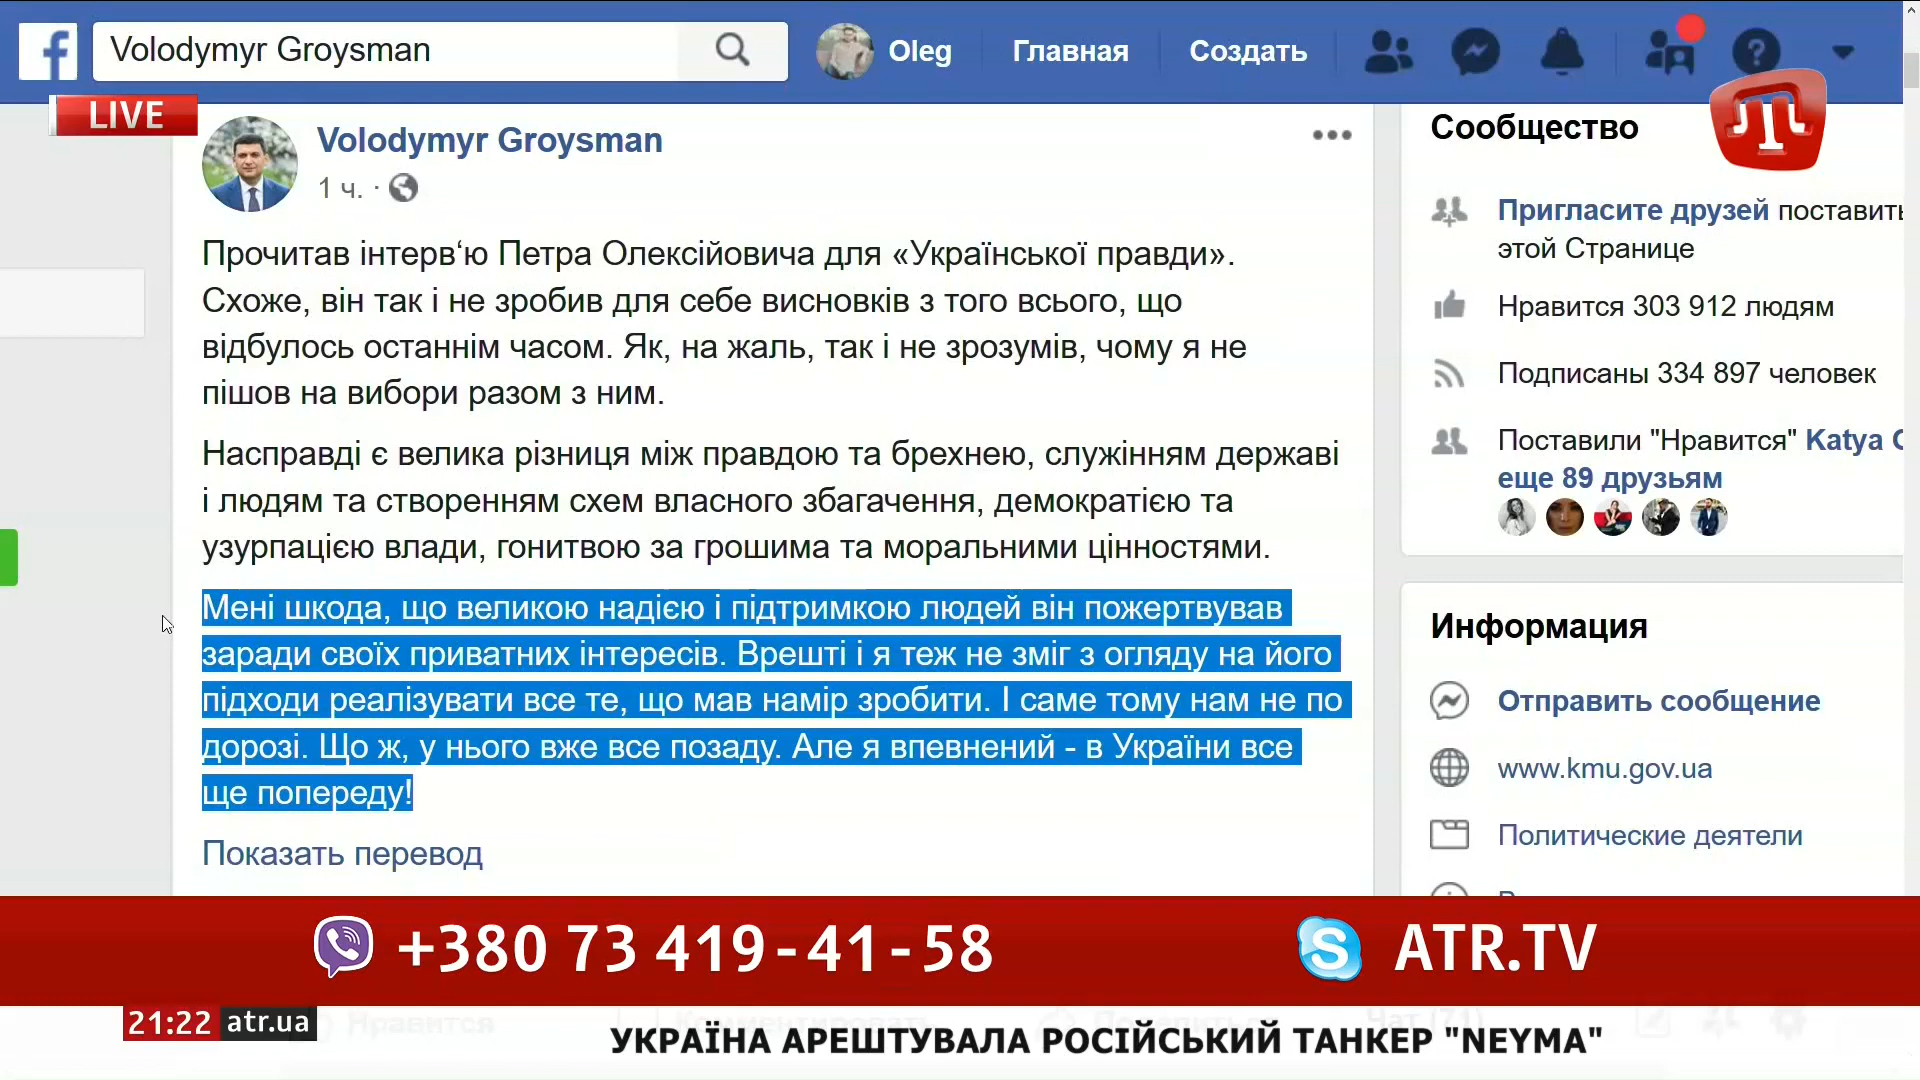 Volodymyr Groysman
Oleg
Главная
Создать
LIVE
Volodymyr Groysman
1 ч. ·
Прочитав інтерв‘ю Петра Олексійовича для «Української правди».
Схоже, він так і не зробив для себе висновків з того всього, що
відбулось останнім часом. Як, на жаль, так і не зрозумів, чому я не
пішов на вибори разом з ним.
Насправді є велика різниця між правдою та брехнею, служінням державі
і людям та створенням схем власного збагачення, демократією та
узурпацією влади, гонитвою за грошима та моральними цінностями.
Мені шкода, що великою надією і підтримкою людей він пожертвував
заради своїх приватних інтересів. Врешті і я теж не зміг з огляду на його
підходи реалізувати все те, що мав намір зробити. І саме тому нам не по
дорозі. Що ж, у нього вже все позаду. Але я впевнений - в України все
ще попереду!
Показать перевод
Сообщество
Пригласите друзей поставить
этой Странице
Нравится 303 912 людям
Подписаны 334 897 человек
Поставили "Нравится" Katya
еще 89 друзьям
Информация
Отправить сообщение
www.kmu.gov.ua
Политические деятели
+380 73 419-41-58
ATR.TV
21:22 atr.ua
Нравится
Комментировать
Поделиться
Чат (71)
УКРАЇНА АРЕШТУВАЛА РОСІЙСЬКИЙ ТАНКЕР "NEYMA"